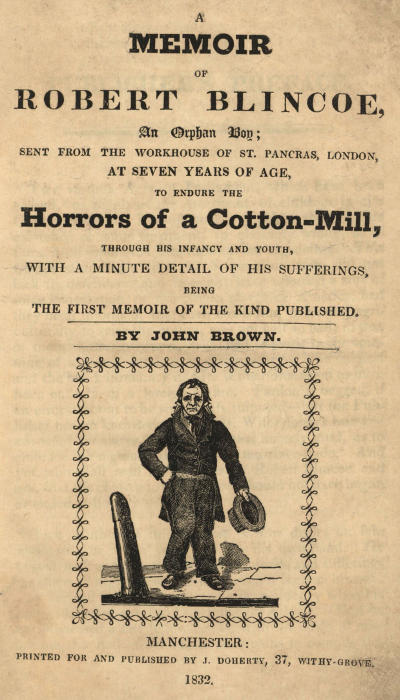 A
MEMOIR
OF
ROBERT BLINCOE,
An Orphan Boy;
SENT FROM THE WORKHOUSE OF ST. PANCRAS, LONDON,
AT SEVEN YEARS OF AGE,
TO ENDURE THE
Horrors of a Cotton-Mill,
THROUGH HIS INFANCY AND YOUTH,
WITH A MINUTE DETAIL OF HIS SUFFERINGS,
BEING
THE FIRST MEMOIR OF THE KIND PUBLISHED.
BY JOHN BROWN.
MANCHESTER:
PRINTED FOR AND PUBLISHED BY J. DOHERTY, 37, WITHY-GROVE.
1832.